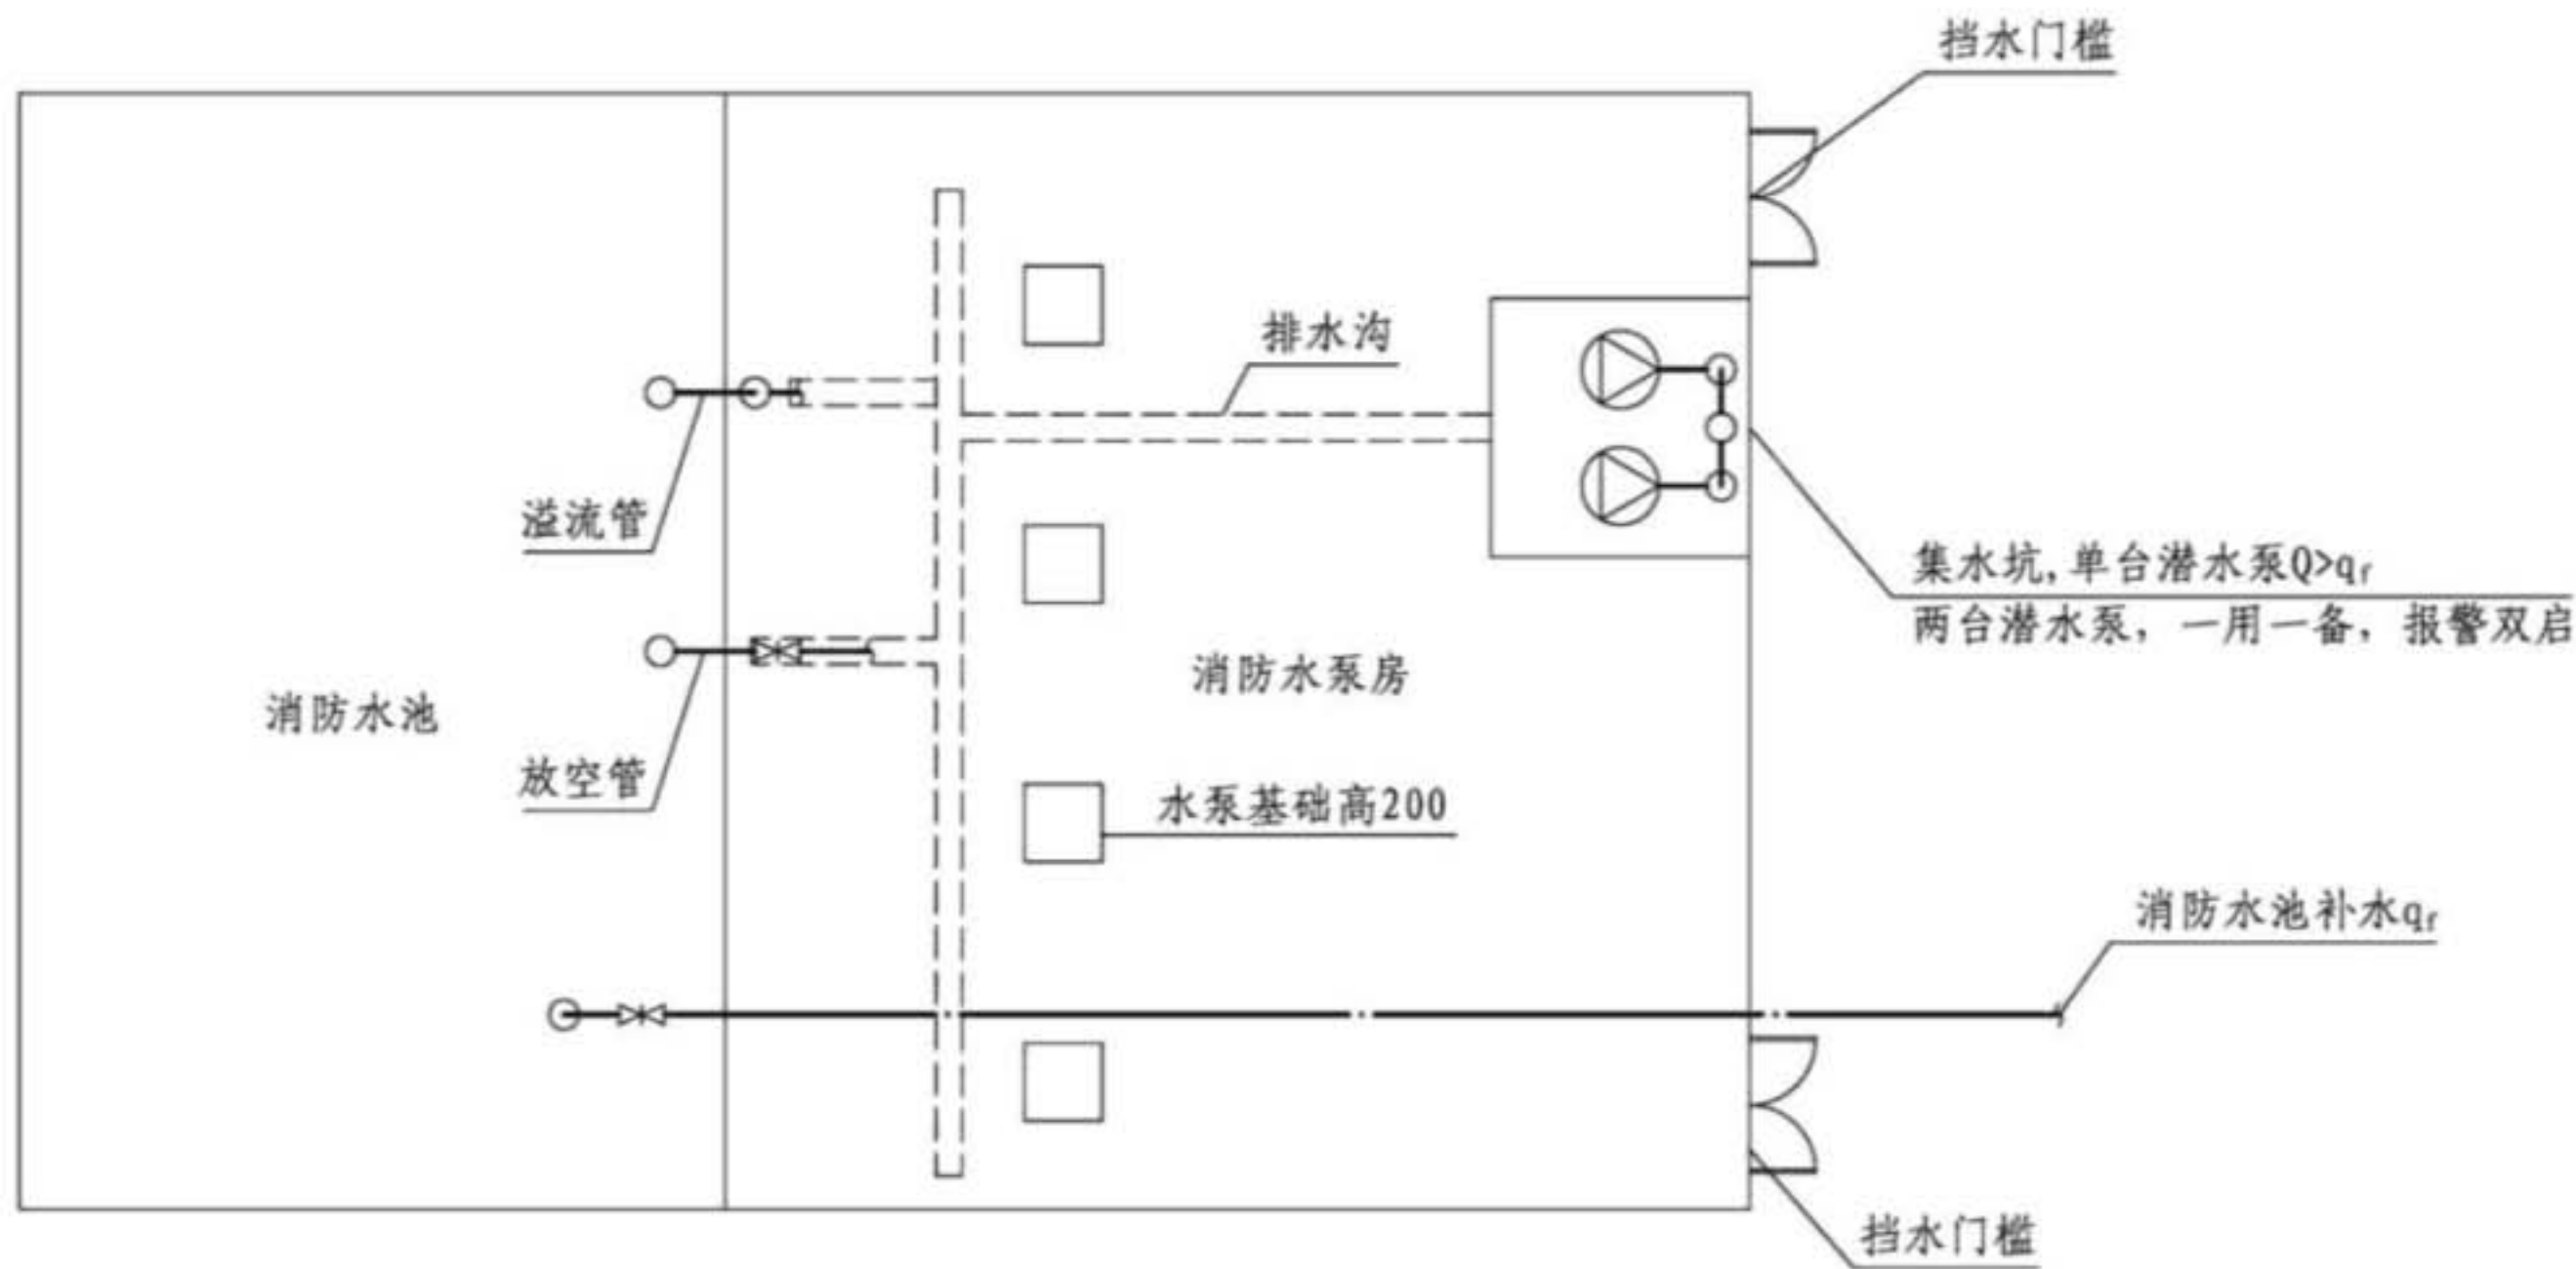 挡水门槛
排水沟
溢流管
集水坑,单台潜水泵Q>qf
两台潜水泵，一用一备，报警双启
消防水泵房
消防水池
放空管
水泵基础高200
消防水池补水qf
挡水门槛